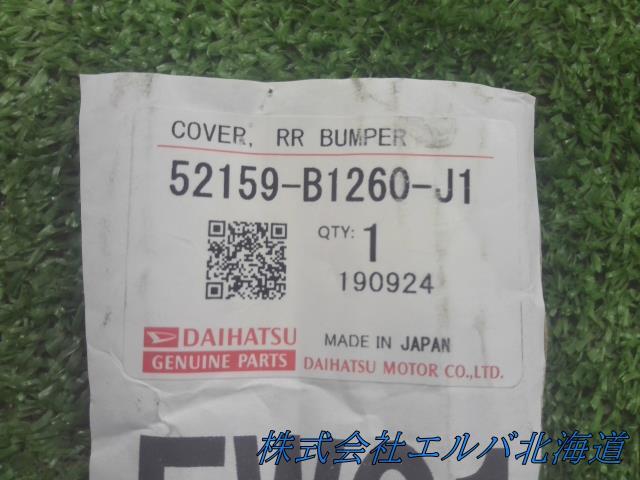 COVER, RR BUMPER
52159-B1260-J1
QTY: 1
190924
DAIHATSU
GENUINE PARTS
MADE IN JAPAN
DAIHATSU MOTOR CO.,LTD.
株式会社エルバ北海道